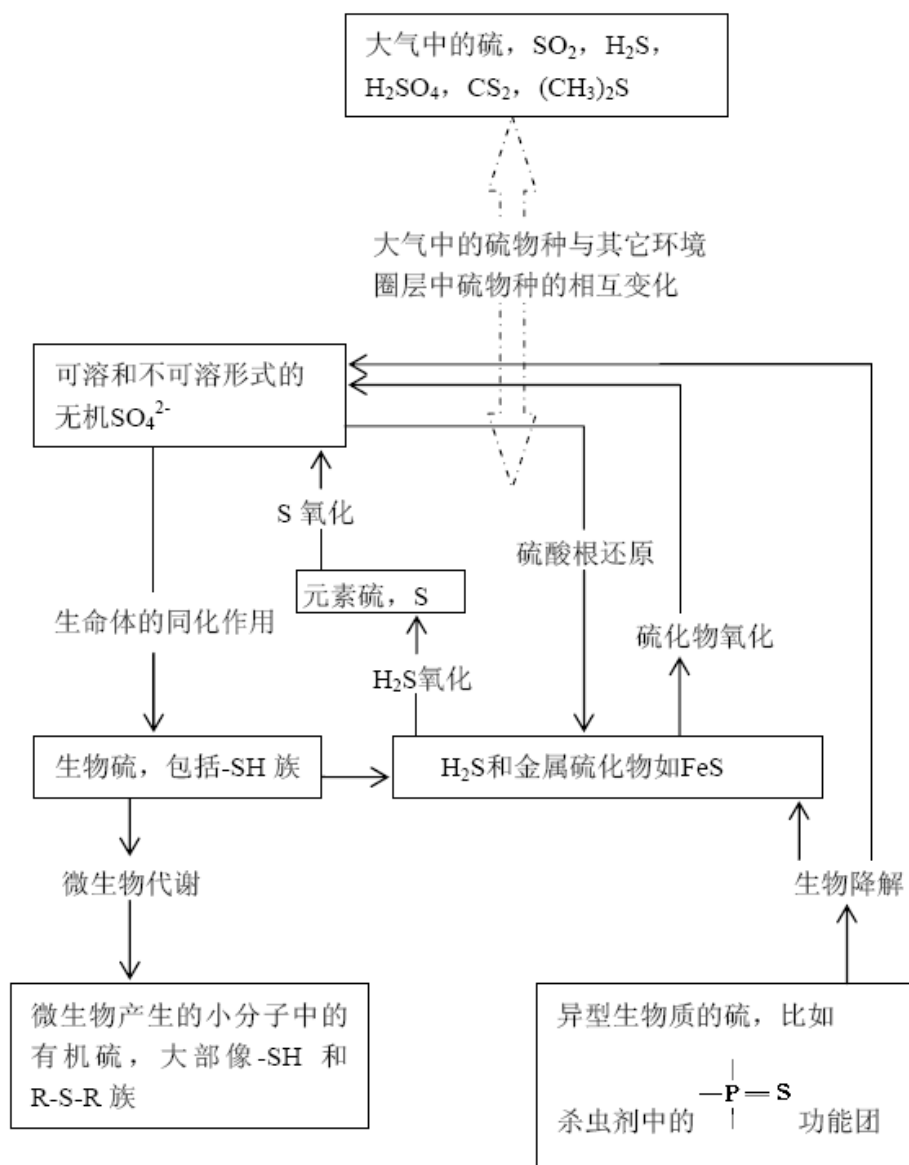 大气中的硫，SO₂，H₂S，
H₂SO₄，CS₂，(CH₃)₂S
大气中的硫物种与其它环境
圈层中硫物种的相互变化
可溶和不可溶形式的
无机SO₄²⁻
S 氧化
硫酸根还原
元素硫，S
生命体的同化作用
硫化物氧化
H₂S氧化
生物硫，包括-SH 族
H₂S和金属硫化物如FeS
微生物代谢
生物降解
微生物产生的小分子中的
有机硫，大部像-SH 和
R-S-R 族
异型生物质的硫，比如
杀虫剂中的 —P═S 功能团